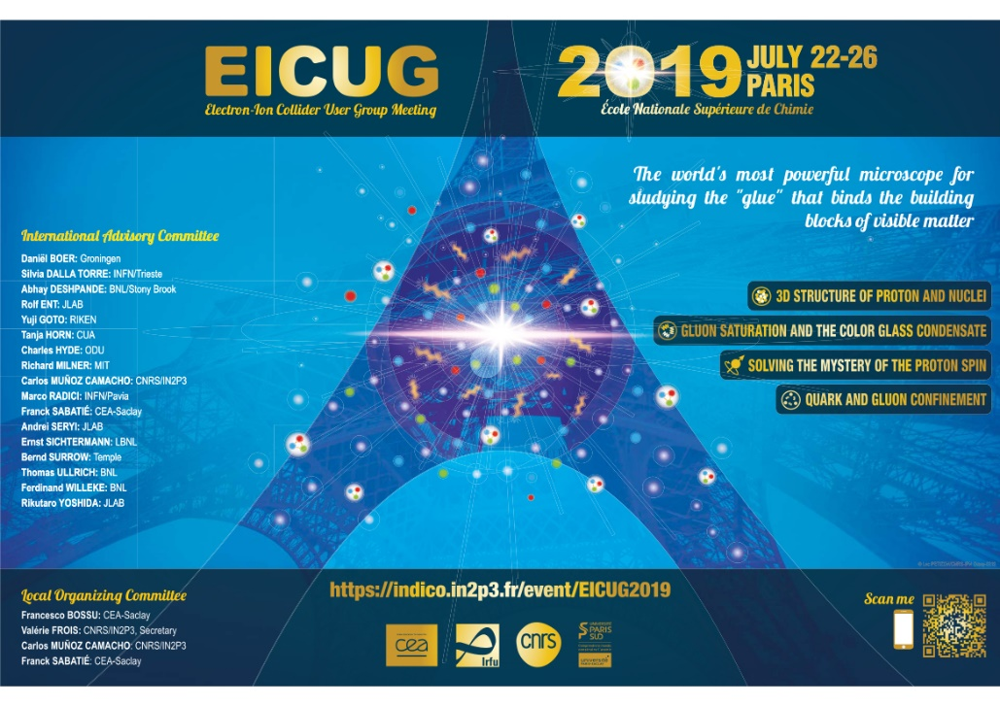 EICUG
Electron-Ion Collider User Group Meeting
2019 JULY 22-26
PARIS
École Nationale Supérieure de Chimie
The world's most powerful microscope for
studying the "glue" that binds the building
blocks of visible matter
International Advisory Committee
Daniël BOER: Groningen
Silvia DALLA TORRE: INFN/Trieste
Abhay DESHPANDE: BNL/Stony Brook
Rolf ENT: JLAB
Yuji GOTO: RIKEN
Tanja HORN: CUA
Charles HYDE: ODU
Richard MILNER: MIT
Carlos MUÑOZ CAMACHO: CNRS/IN2P3
Marco RADICI: INFN/Pavia
Franck SABATIÉ: CEA-Saclay
Andrei SERYI: JLAB
Ernst SICHTERMANN: LBNL
Bernd SURROW: Temple
Thomas ULLRICH: BNL
Ferdinand WILLEKE: BNL
Rikutaro YOSHIDA: JLAB
3D STRUCTURE OF PROTON AND NUCLEI
GLUON SATURATION AND THE COLOR GLASS CONDENSATE
SOLVING THE MYSTERY OF THE PROTON SPIN
QUARK AND GLUON CONFINEMENT
Local Organizing Committee
Francesco BOSSU: CEA-Saclay
Valérie FROIS: CNRS/IN2P3, Secretary
Carlos MUÑOZ CAMACHO: CNRS/IN2P3
Franck SABATIÉ: CEA-Saclay
https://indico.in2p3.fr/event/EICUG2019
cea
Irfu
cnrs
UNIVERSITÉ
PARIS
SUD
université
Scan me